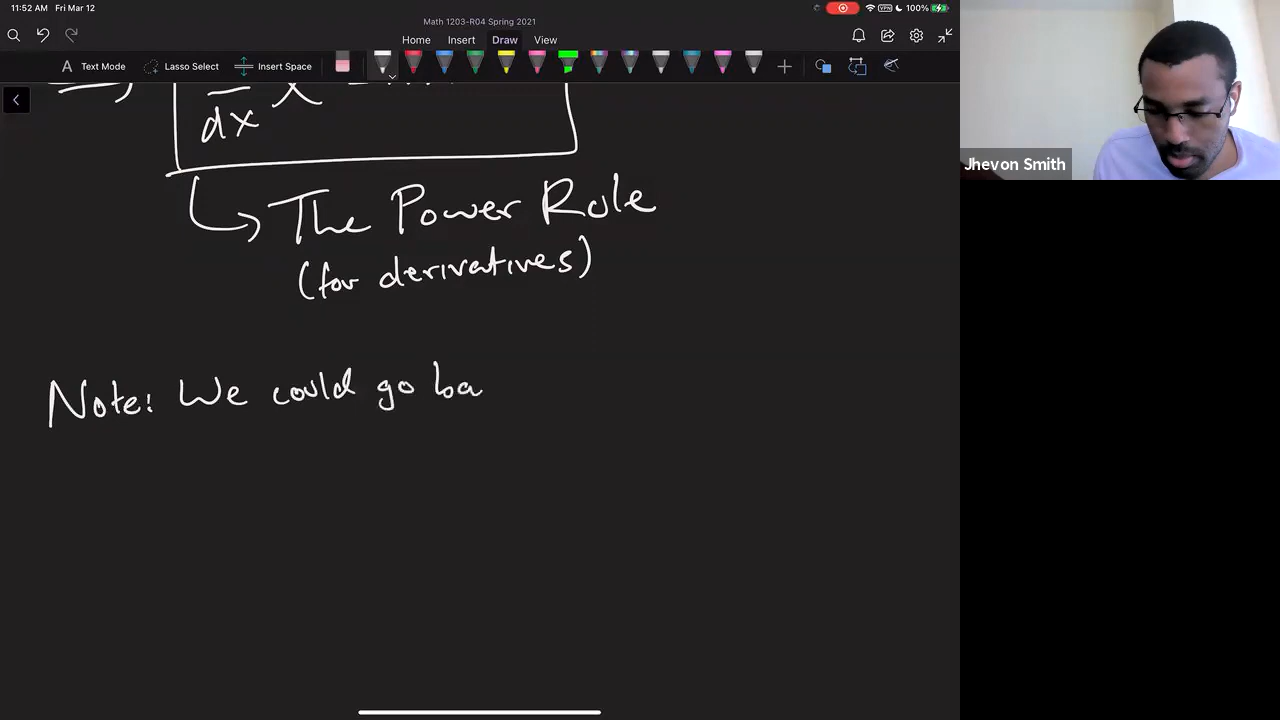 11:52 AM Fri Mar 12
VPN 100%
Math 1203-R04 Spring 2021
Home Insert Draw View
A Text Mode Lasso Select Insert Space
d/dx x
The Power Rule
(for derivatives)
Note: We could go ba
Jhevon Smith